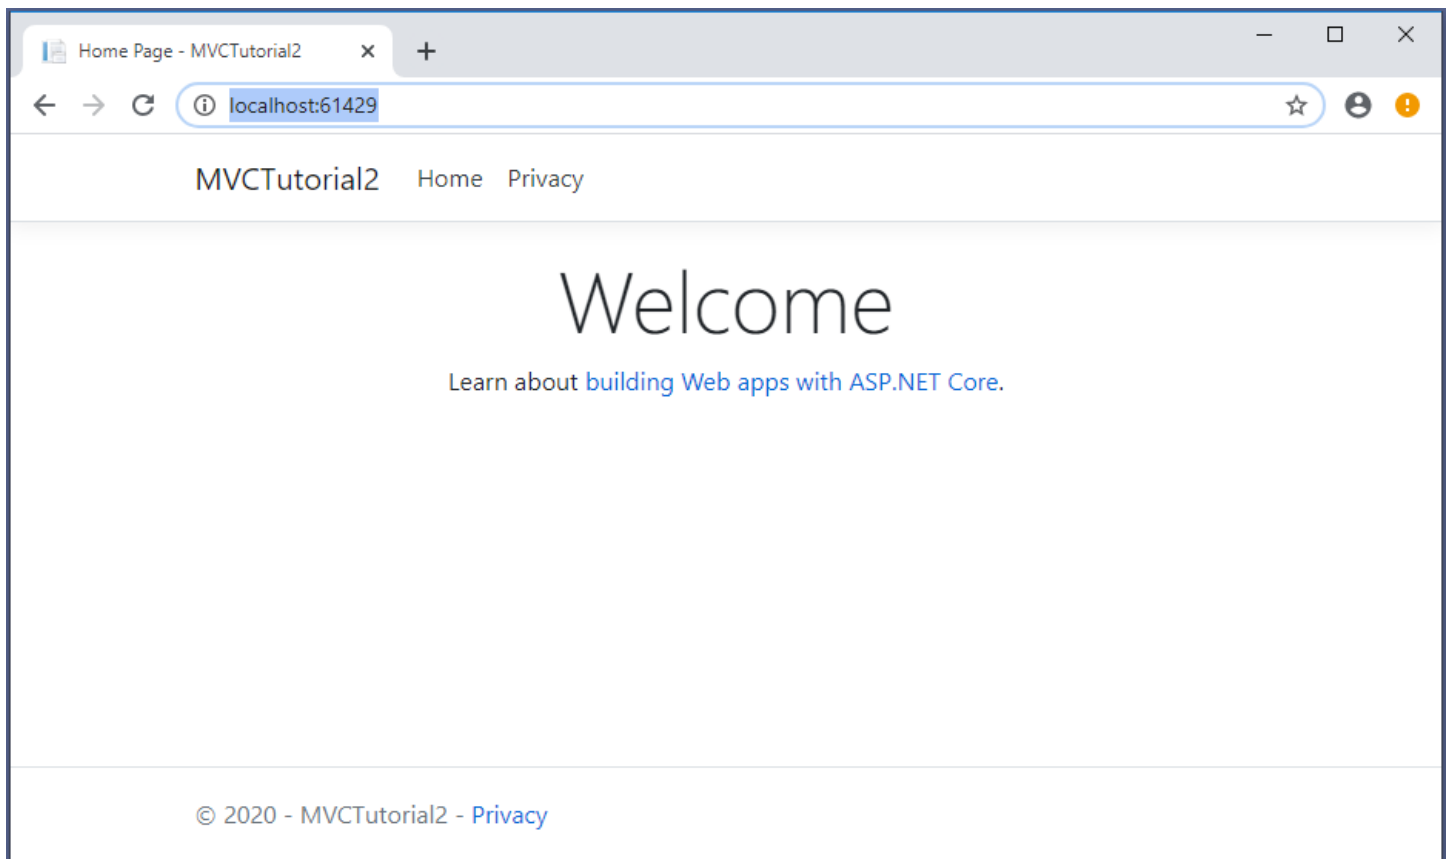 Home Page - MVCTutorial2
localhost:61429
MVCTutorial2 Home Privacy
Welcome
Learn about building Web apps with ASP.NET Core.
© 2020 - MVCTutorial2 - Privacy